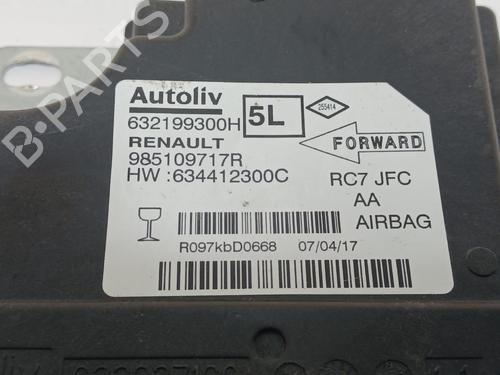 Autoliv
632199300H
5L
255414
RENAULT
985109717R
HW :634412300C
FORWARD
RC7 JFC
AA
AIRBAG
R097kbD0668 07/04/17
B-PARTS